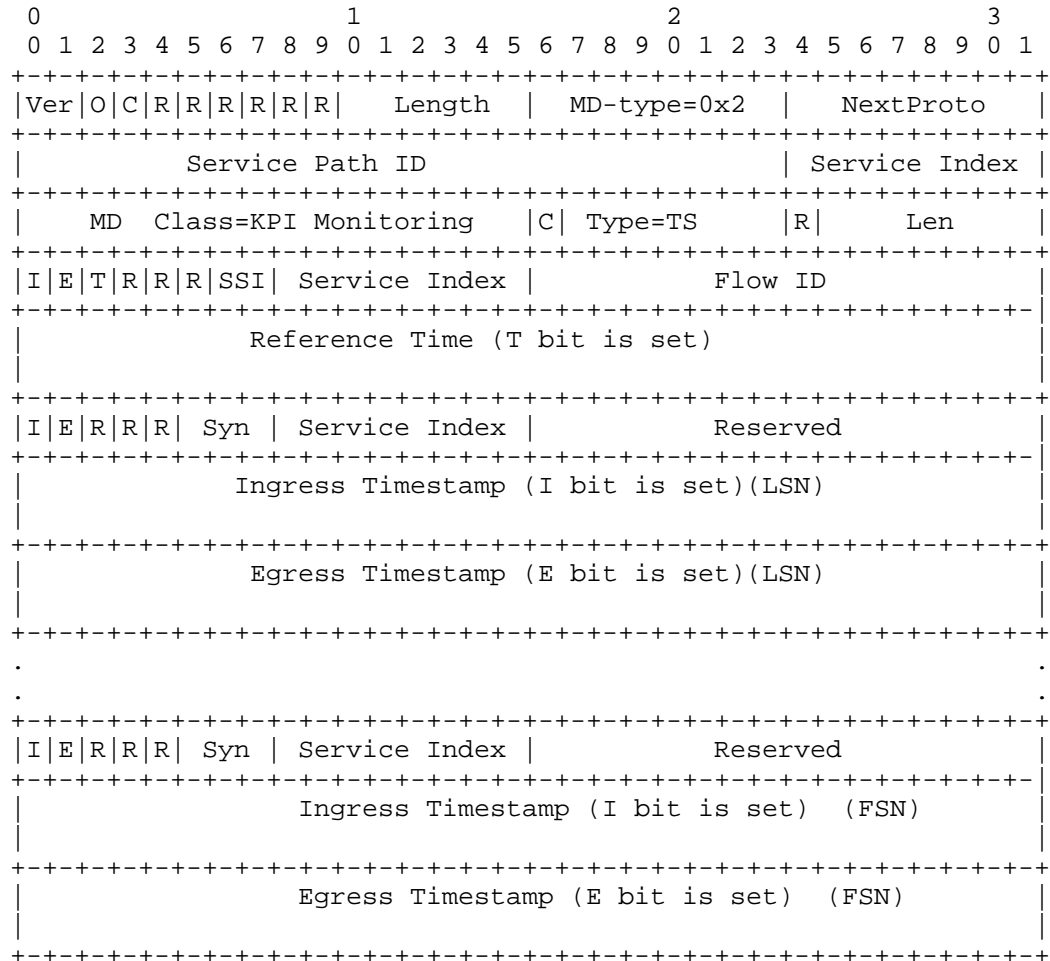 0                   1                   2                   3
 0 1 2 3 4 5 6 7 8 9 0 1 2 3 4 5 6 7 8 9 0 1 2 3 4 5 6 7 8 9 0 1
+-+-+-+-+-+-+-+-+-+-+-+-+-+-+-+-+-+-+-+-+-+-+-+-+-+-+-+-+-+-+-+-+
|Ver|O|C|R|R|R|R|R|R|   Length  |  MD-type=0x2  |   NextProto   |
+-+-+-+-+-+-+-+-+-+-+-+-+-+-+-+-+-+-+-+-+-+-+-+-+-+-+-+-+-+-+-+-+
|          Service Path ID                      | Service Index |
+-+-+-+-+-+-+-+-+-+-+-+-+-+-+-+-+-+-+-+-+-+-+-+-+-+-+-+-+-+-+-+-+
|    MD  Class=KPI Monitoring   |C| Type=TS     |R|     Len     |
+-+-+-+-+-+-+-+-+-+-+-+-+-+-+-+-+-+-+-+-+-+-+-+-+-+-+-+-+-+-+-+-+
|I|E|T|R|R|R|SSI| Service Index |           Flow ID             |
+-+-+-+-+-+-+-+-+-+-+-+-+-+-+-+-+-+-+-+-+-+-+-+-+-+-+-+-+-+-+-+-|
|              Reference Time (T bit is set)                    |
|                                                               |
+-+-+-+-+-+-+-+-+-+-+-+-+-+-+-+-+-+-+-+-+-+-+-+-+-+-+-+-+-+-+-+-+
|I|E|R|R|R| Syn | Service Index |           Reserved            |
+-+-+-+-+-+-+-+-+-+-+-+-+-+-+-+-+-+-+-+-+-+-+-+-+-+-+-+-+-+-+-+-|
|             Ingress Timestamp (I bit is set)(LSN)             |
|                                                               |
+-+-+-+-+-+-+-+-+-+-+-+-+-+-+-+-+-+-+-+-+-+-+-+-+-+-+-+-+-+-+-+-+
|              Egress Timestamp (E bit is set)(LSN)             |
|                                                               |
+-+-+-+-+-+-+-+-+-+-+-+-+-+-+-+-+-+-+-+-+-+-+-+-+-+-+-+-+-+-+-+-+
.                                                               .
.                                                               .
+-+-+-+-+-+-+-+-+-+-+-+-+-+-+-+-+-+-+-+-+-+-+-+-+-+-+-+-+-+-+-+-+
|I|E|R|R|R| Syn | Service Index |           Reserved            |
+-+-+-+-+-+-+-+-+-+-+-+-+-+-+-+-+-+-+-+-+-+-+-+-+-+-+-+-+-+-+-+-|
|                 Ingress Timestamp (I bit is set)  (FSN)       |
|                                                               |
+-+-+-+-+-+-+-+-+-+-+-+-+-+-+-+-+-+-+-+-+-+-+-+-+-+-+-+-+-+-+-+-+
|                 Egress Timestamp (E bit is set)  (FSN)        |
|                                                               |
+-+-+-+-+-+-+-+-+-+-+-+-+-+-+-+-+-+-+-+-+-+-+-+-+-+-+-+-+-+-+-+-+